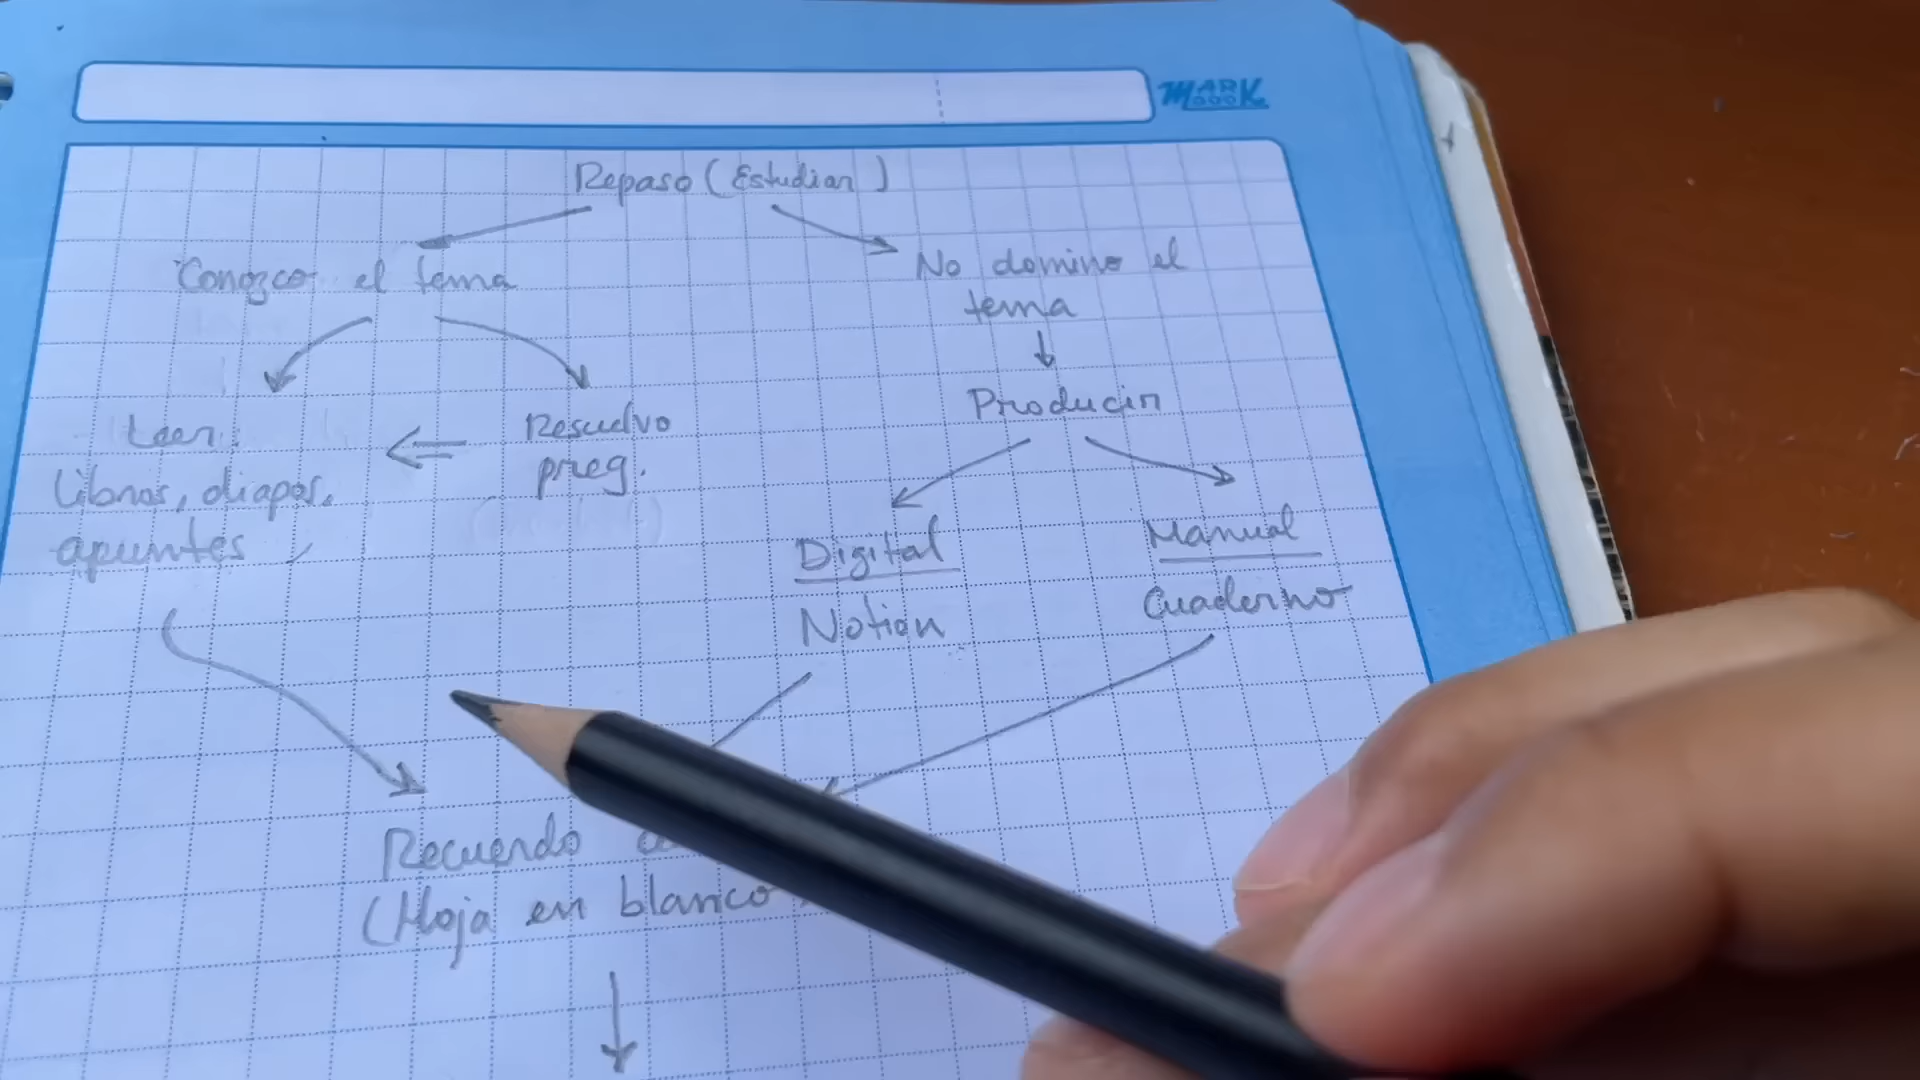 MARK
BOOK
Repaso (Estudiar)
Conozco el tema
No domino el
tema
Leer:
Libros, diapos,
apuntes
Resuelvo
preg.
Producir
Digital
Notion
Manual
Cuaderno
Recuerdo
(Hoja en blanco